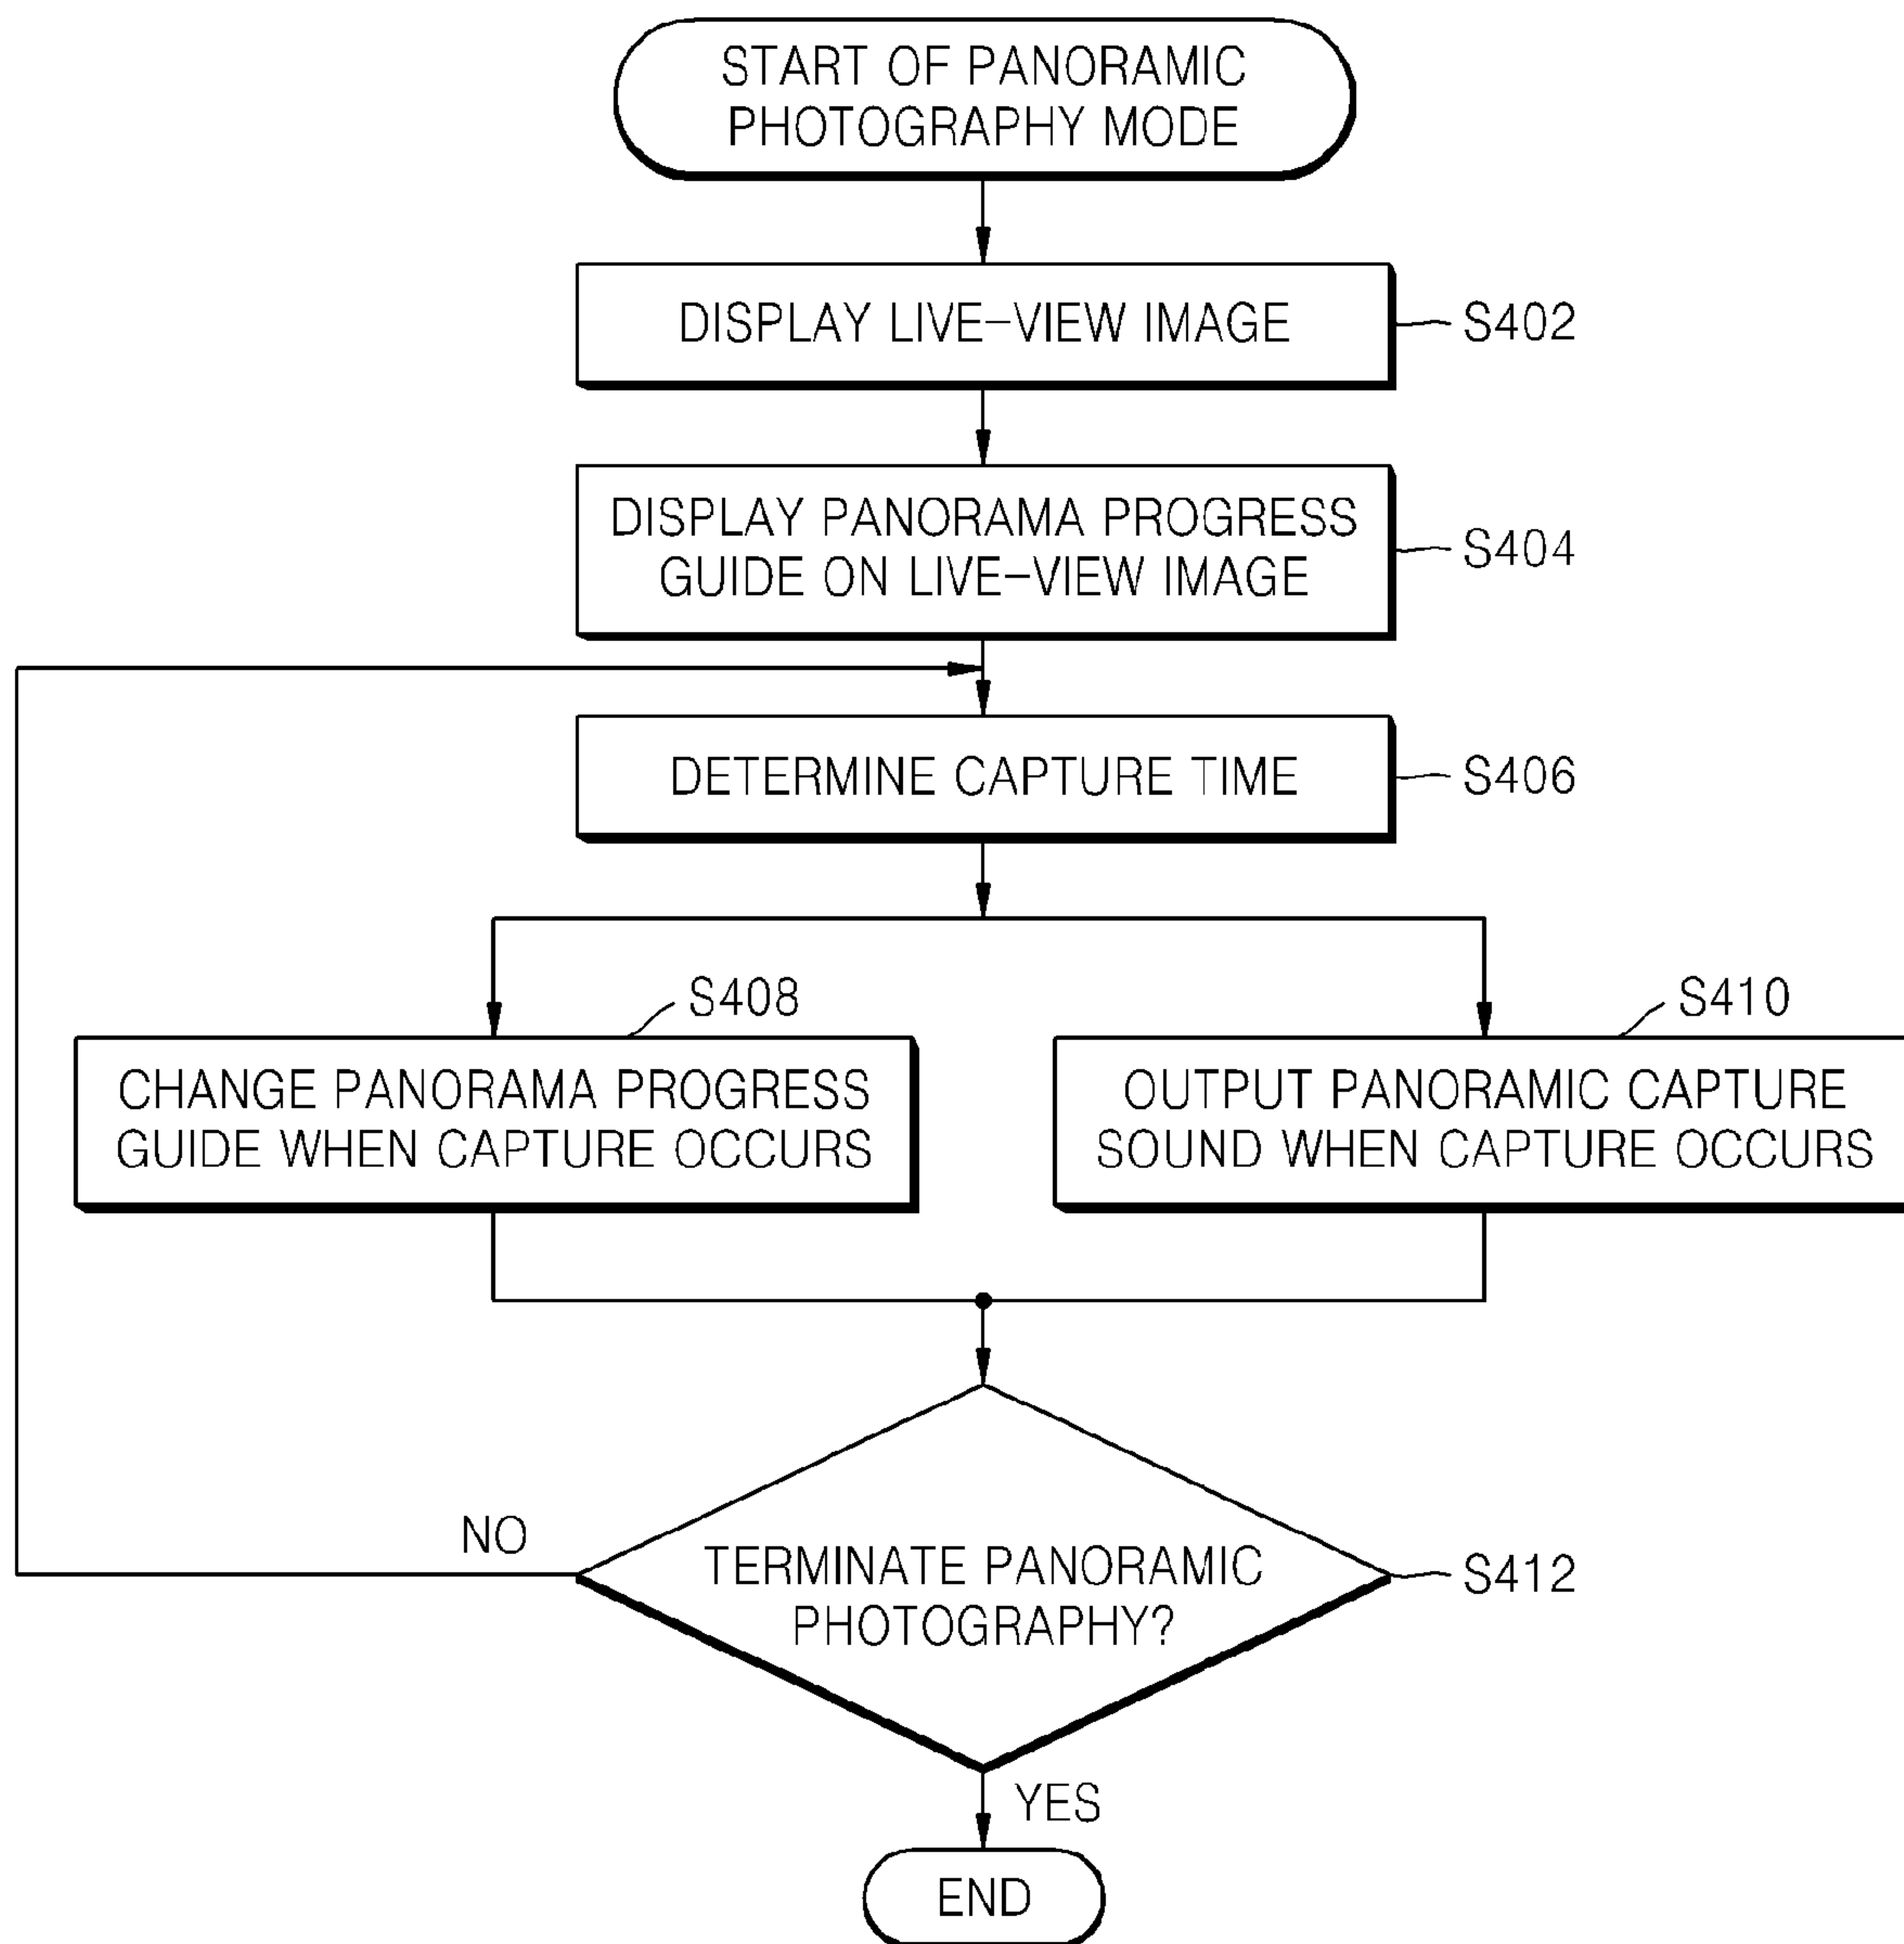 START OF PANORAMIC
PHOTOGRAPHY MODE
DISPLAY LIVE-VIEW IMAGE
S402
DISPLAY PANORAMA PROGRESS
GUIDE ON LIVE-VIEW IMAGE
S404
DETERMINE CAPTURE TIME
S406
S408
CHANGE PANORAMA PROGRESS
GUIDE WHEN CAPTURE OCCURS
S410
OUTPUT PANORAMIC CAPTURE
SOUND WHEN CAPTURE OCCURS
NO
TERMINATE PANORAMIC
PHOTOGRAPHY?
S412
YES
END